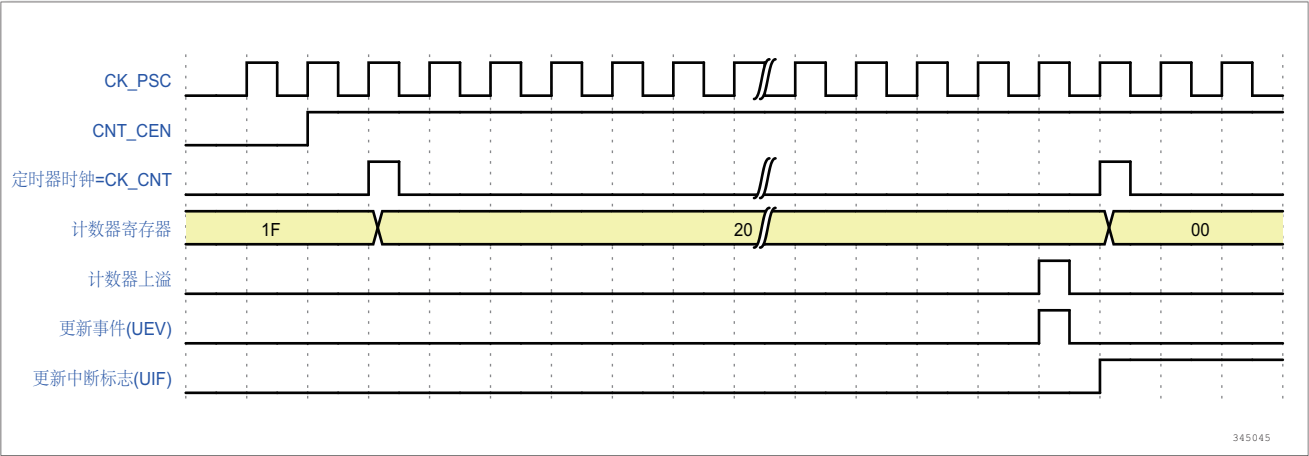 CK_PSC
CNT_CEN
定时器时钟=CK_CNT
计数器寄存器 1F 20 00
计数器上溢
更新事件(UEV)
更新中断标志(UIF)
345045